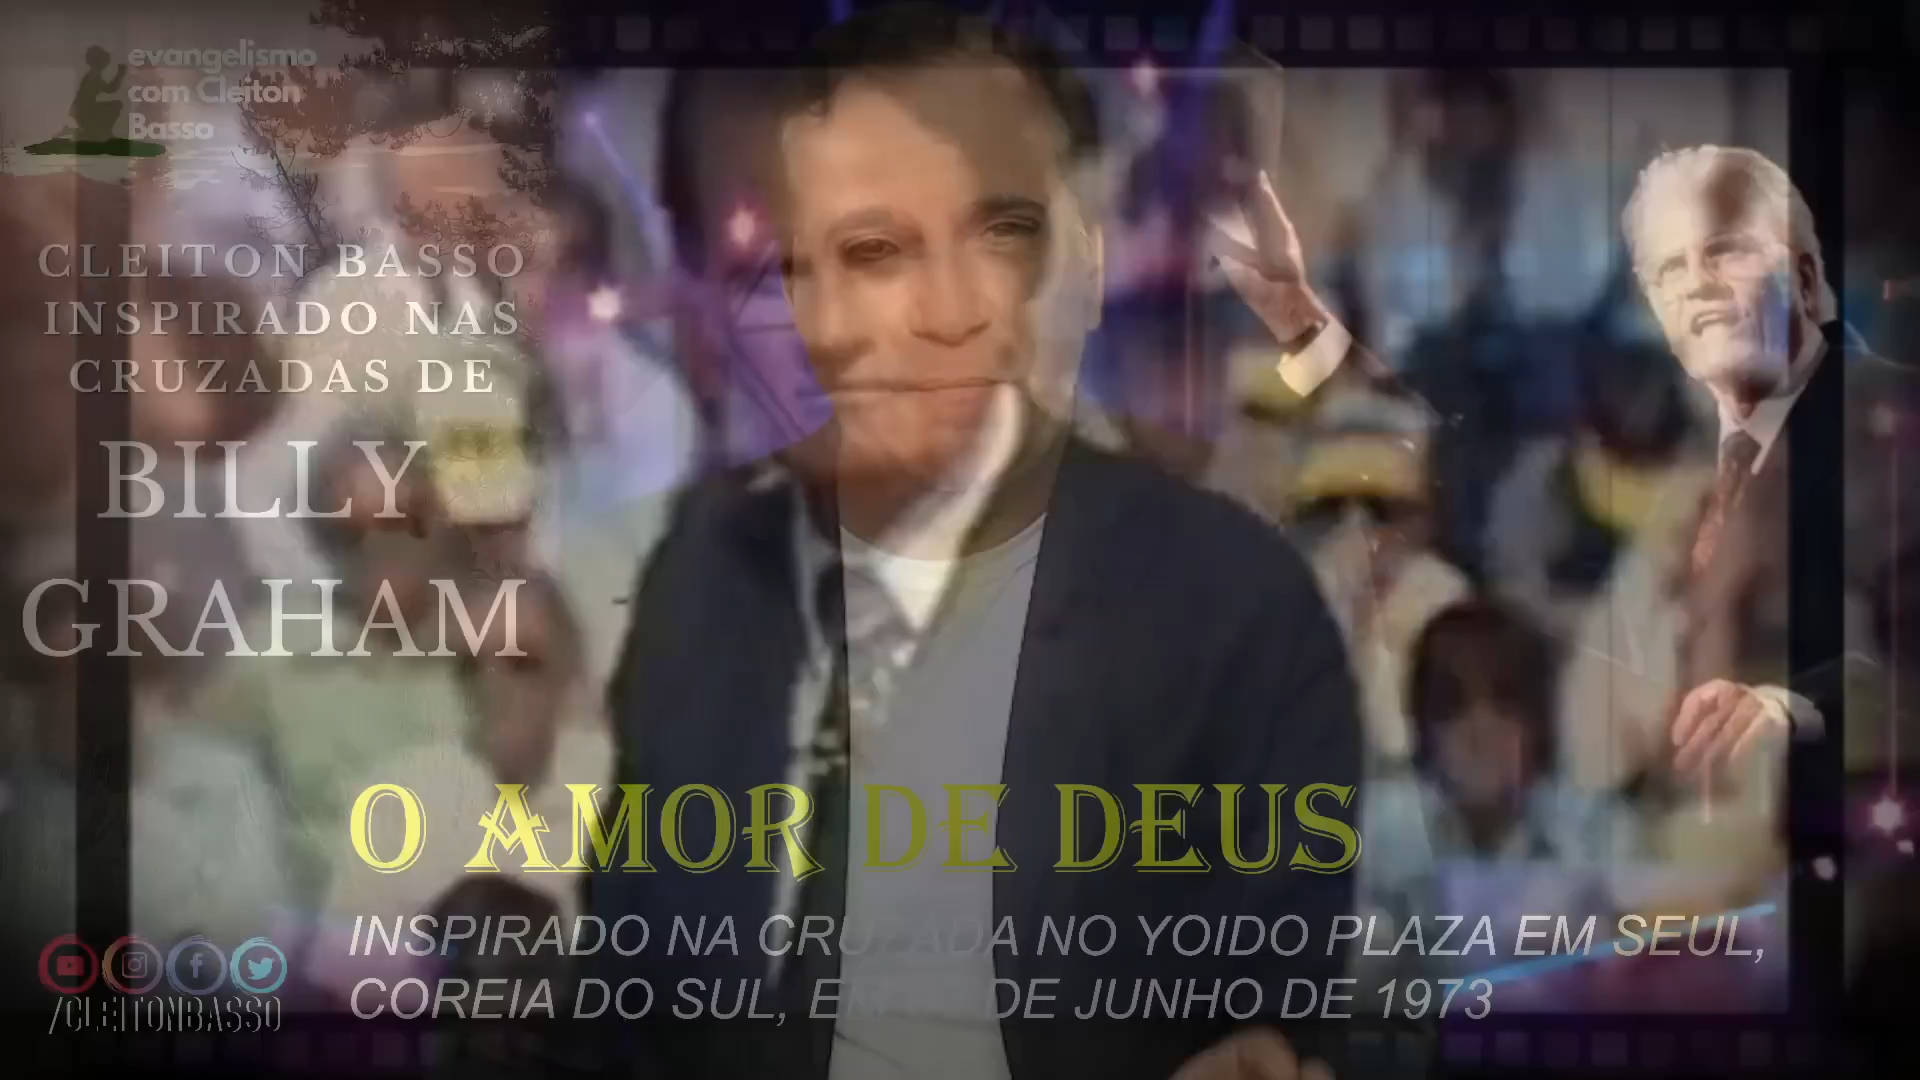 evangelismo
com Cleiton
Basso
CLEITON BASSO
INSPIRADO NAS
CRUZADAS DE
BILLY
GRAHAM
O AMOR DE DEUS
INSPIRADO NA CRUZADA NO YOIDO PLAZA EM SEUL,
COREIA DO SUL, DE JUNHO DE 1973
/CLEITONBASSO